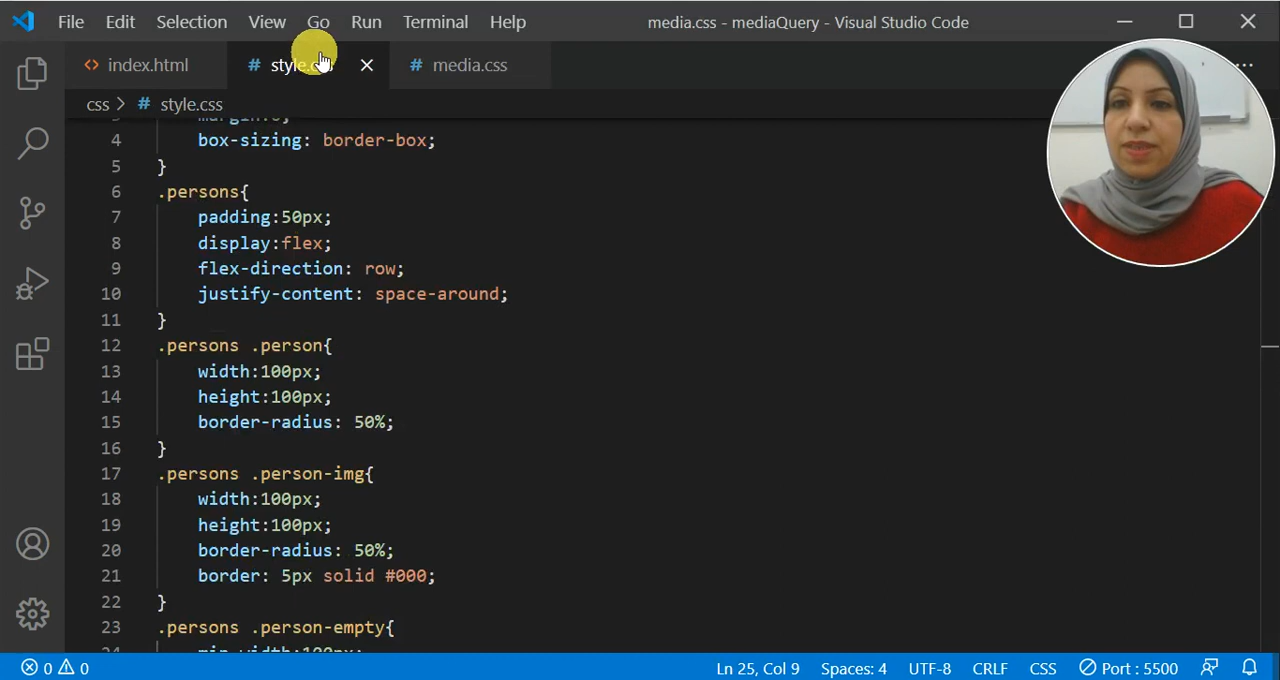 File Edit Selection View Go Run Terminal Help media.css - mediaQuery - Visual Studio Code
index.html # style. # media.css ...
css > # style.css
4 box-sizing: border-box;
5 }
6 .persons{
7 padding:50px;
8 display:flex;
9 flex-direction: row;
10 justify-content: space-around;
11 }
12 .persons .person{
13 width:100px;
14 height:100px;
15 border-radius: 50%;
16 }
17 .persons .person-img{
18 width:100px;
19 height:100px;
20 border-radius: 50%;
21 border: 5px solid #000;
22 }
23 .persons .person-empty{
0 0 Ln 25, Col 9 Spaces: 4 UTF-8 CRLF CSS Port : 5500